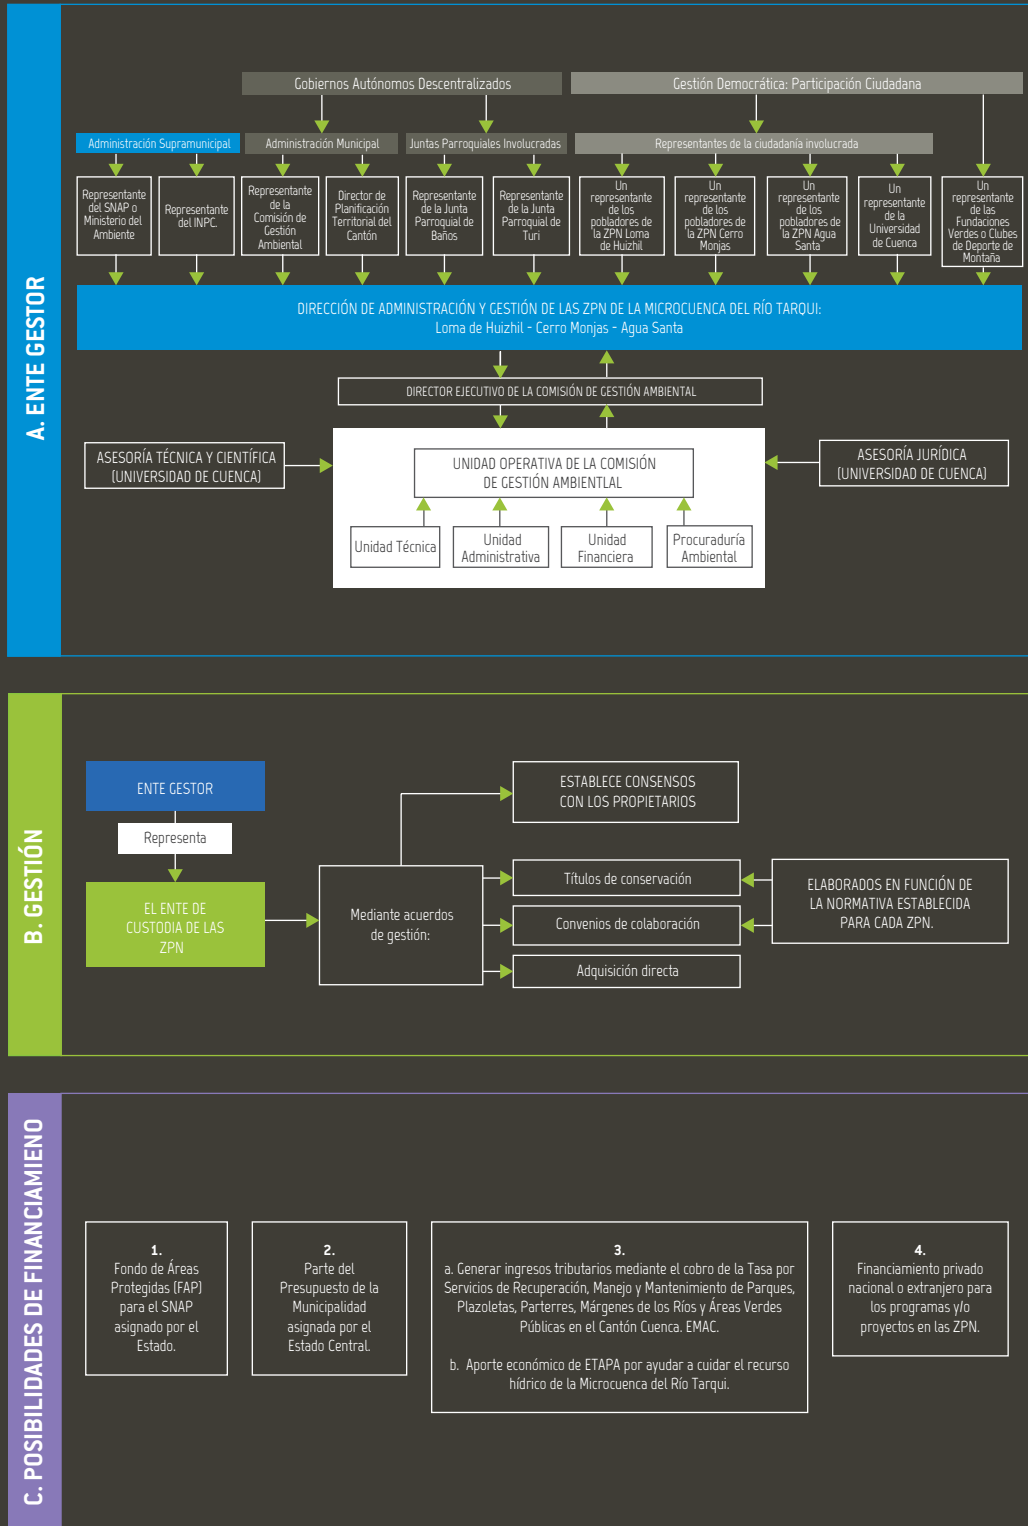 A. ENTE GESTOR
Gobiernos Autónomos Descentralizados
Gestión Democrática: Participación Ciudadana
Administración Supramunicipal
Administración Municipal
Juntas Parroquiales Involucradas
Representantes de la ciudadanía involucrada
Representante
del SNAP o
Ministerio del
Ambiente
Representante
del INPC.
Representante
de la
Comisión de
Gestión
Ambiental
Director de
Planificación
Territorial del
Cantón
Representante
de la Junta
Parroquial de
Baños
Representante
de la Junta
Parroquial de
Turi
Un
representante
de los
pobladores de
la ZPN Loma
de Huizhil
Un
representante
de los
pobladores de
la ZPN Cerro
Monjas
Un
representante
de los
pobladores de
la ZPN Agua
Santa
Un
representante
de la
Universidad
de Cuenca
Un
representante
de las
Fundaciones
Verdes o Clubes
de Deporte de
Montaña
DIRECCIÓN DE ADMINISTRACIÓN Y GESTIÓN DE LAS ZPN DE LA MICROCUENCA DEL RÍO TARQUI:
Loma de Huizhil - Cerro Monjas - Agua Santa
DIRECTOR EJECUTIVO DE LA COMISIÓN DE GESTIÓN AMBIENTAL
ASESORÍA TÉCNICA Y CIENTÍFICA
(UNIVERSIDAD DE CUENCA)
UNIDAD OPERATIVA DE LA COMISIÓN
DE GESTIÓN AMBIENTLAL
ASESORÍA JURÍDICA
(UNIVERSIDAD DE CUENCA)
Unidad Técnica
Unidad
Administrativa
Unidad
Financiera
Procuraduría
Ambiental
B. GESTIÓN
ENTE GESTOR
Representa
EL ENTE DE
CUSTODIA DE LAS
ZPN
Mediante acuerdos
de gestión:
ESTABLECE CONSENSOS
CON LOS PROPIETARIOS
Títulos de conservación
Convenios de colaboración
Adquisición directa
ELABORADOS EN FUNCIÓN DE
LA NORMATIVA ESTABLECIDA
PARA CADA ZPN.
C. POSIBILIDADES DE FINANCIAMIENO
1.
Fondo de Áreas
Protegidas (FAP)
para el SNAP
asignado por el
Estado.
2.
Parte del
Presupuesto de la
Municipalidad
asignada por el
Estado Central.
3.
a. Generar ingresos tributarios mediante el cobro de la Tasa por
Servicios de Recuperación, Manejo y Mantenimiento de Parques,
Plazoletas, Parterres, Márgenes de los Ríos y Áreas Verdes
Públicas en el Cantón Cuenca. EMAC.
b. Aporte económico de ETAPA por ayudar a cuidar el recurso
hídrico de la Microcuenca del Río Tarqui.
4.
Financiamiento privado
nacional o extranjero para
los programas y/o
proyectos en las ZPN.